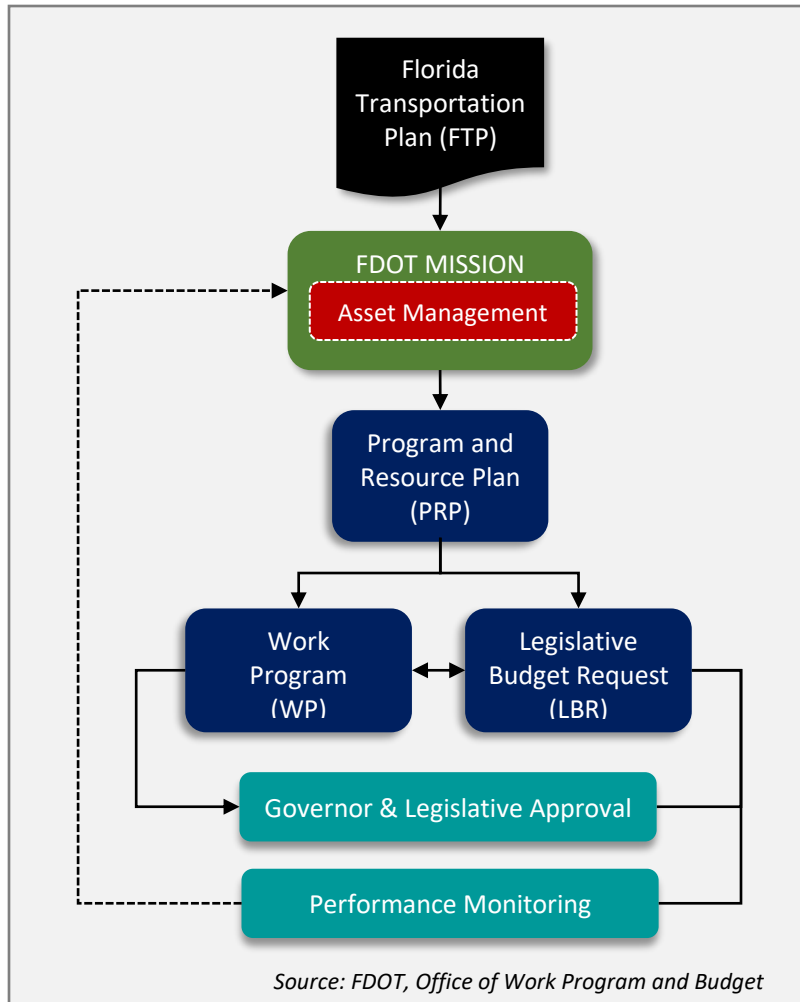 Florida
Transportation
Plan (FTP)
FDOT MISSION
Asset Management
Program and
Resource Plan
(PRP)
Work
Program
(WP)
Legislative
Budget Request
(LBR)
Governor & Legislative Approval
Performance Monitoring
Source: FDOT, Office of Work Program and Budget